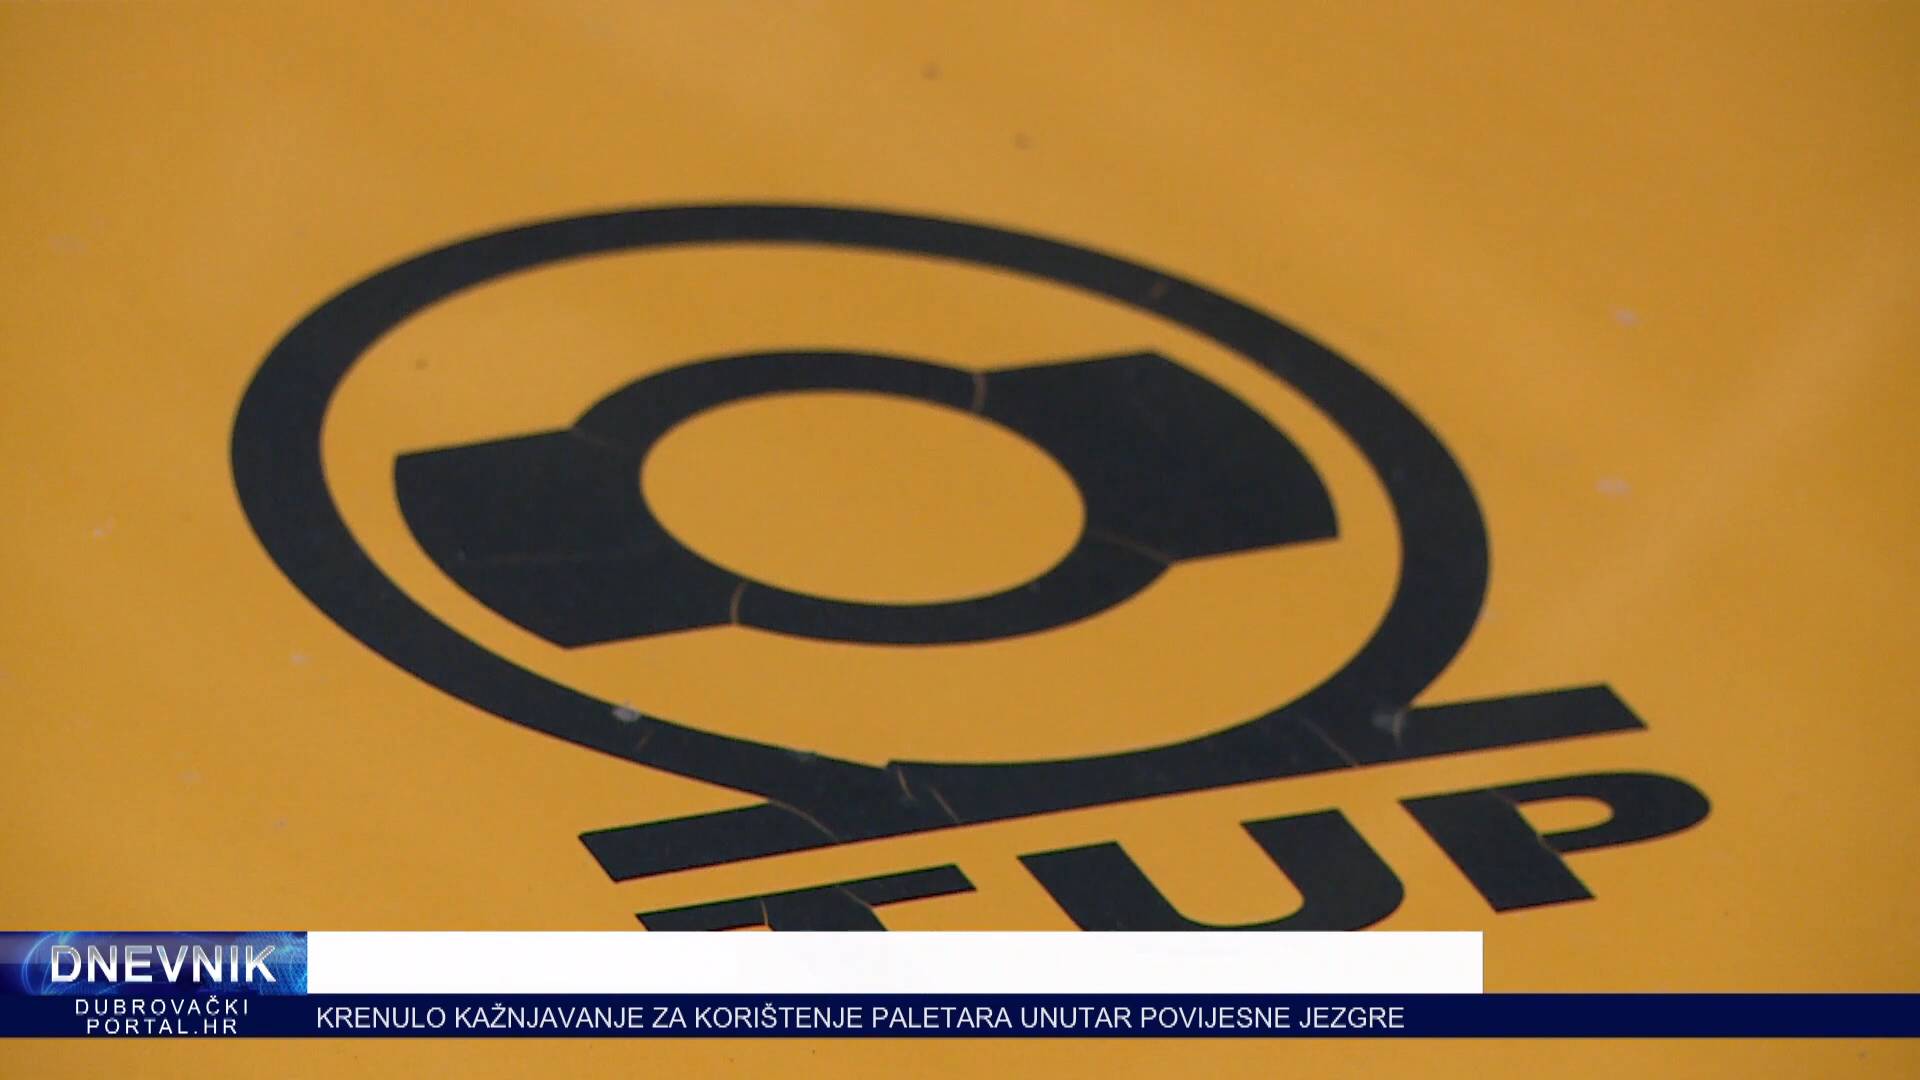 TUP
DNEVNIK
DUBROVAČKI
PORTAL.HR
KRENULO KAŽNJAVANJE ZA KORIŠTENJE PALETARA UNUTAR POVIJESNE JEZGRE